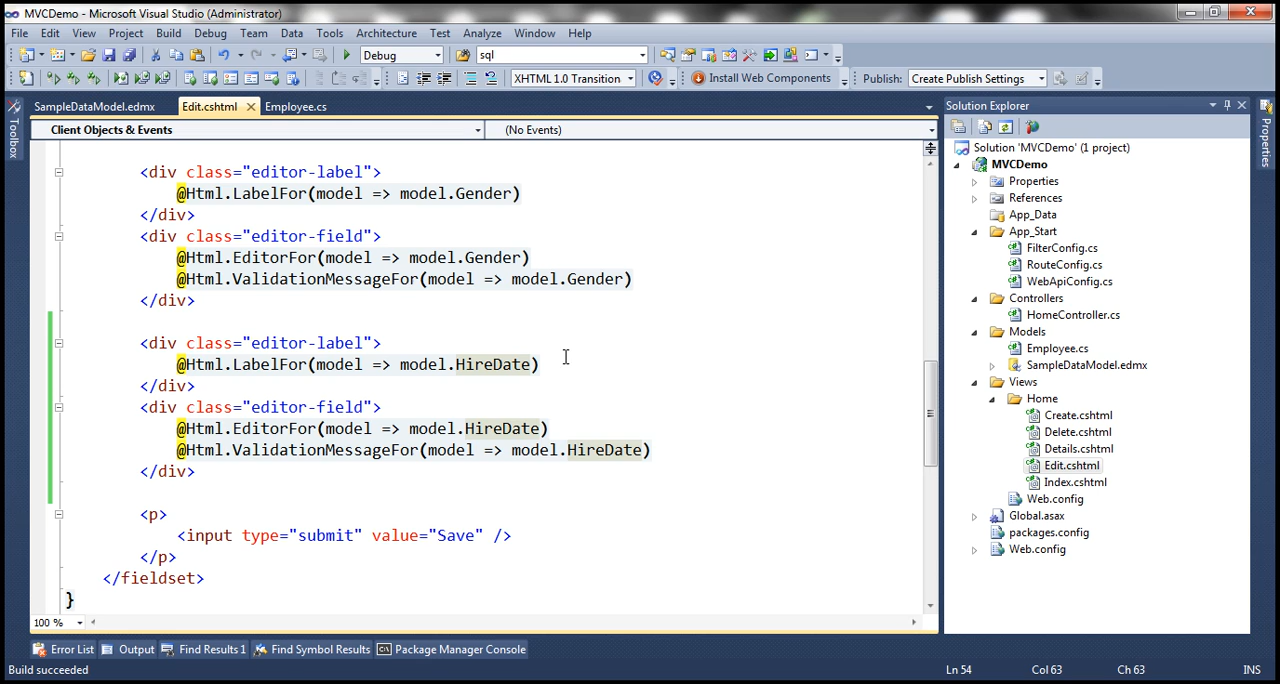 MVCDemo - Microsoft Visual Studio (Administrator)
File Edit View Project Build Debug Team Data Tools Architecture Test Analyze Window Help
Debug sql
XHTML 1.0 Transition Install Web Components Publish: Create Publish Settings
SampleDataModel.edmx Edit.cshtml Employee.cs
Client Objects & Events (No Events)
Toolbox
<div class="editor-label">
@Html.LabelFor(model => model.Gender)
</div>
<div class="editor-field">
@Html.EditorFor(model => model.Gender)
@Html.ValidationMessageFor(model => model.Gender)
</div>
<div class="editor-label">
@Html.LabelFor(model => model.HireDate)
</div>
<div class="editor-field">
@Html.EditorFor(model => model.HireDate)
@Html.ValidationMessageFor(model => model.HireDate)
</div>
<p>
<input type="submit" value="Save" />
</p>
</fieldset>
}
100 %
Solution Explorer
Solution 'MVCDemo' (1 project)
MVCDemo
Properties
References
App_Data
App_Start
FilterConfig.cs
RouteConfig.cs
WebApiConfig.cs
Controllers
HomeController.cs
Models
Employee.cs
SampleDataModel.edmx
Views
Home
Create.cshtml
Delete.cshtml
Details.cshtml
Edit.cshtml
Index.cshtml
Web.config
Global.asax
packages.config
Web.config
Properties
Error List Output Find Results 1 Find Symbol Results Package Manager Console
Build succeeded Ln 54 Col 63 Ch 63 INS